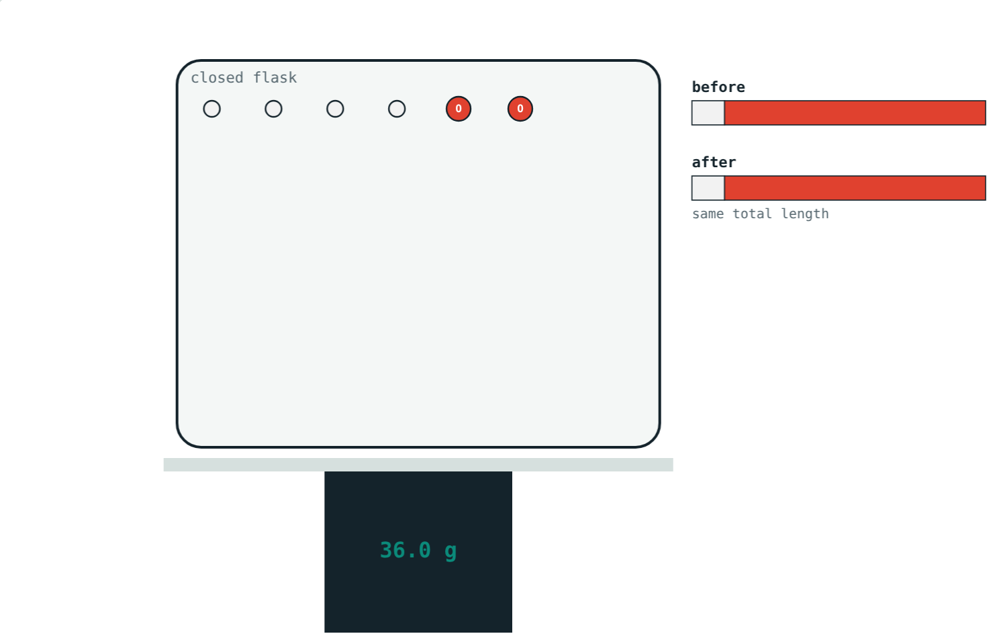 closed flask
O O
before
after
same total length
36.0 g